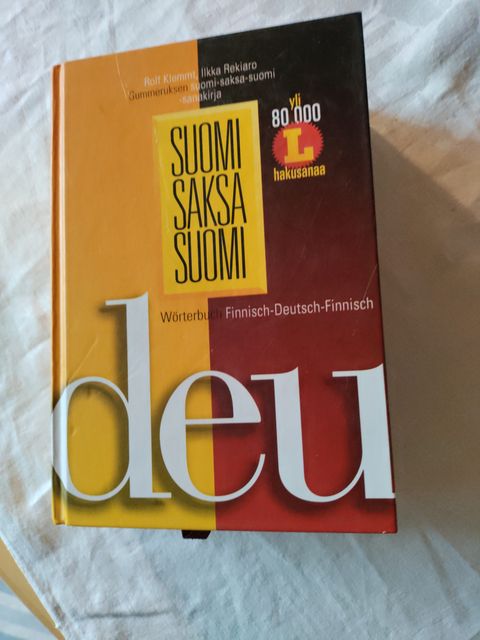 Rolf Klemmt, Ilkka Rekiaro
Gummeruksen suomi-saksa-suomi
-sanakirja
yli
80 000
L
hakusanaa
SUOMI
SAKSA
SUOMI
Wörterbuch Finnisch-Deutsch-Finnisch
deu